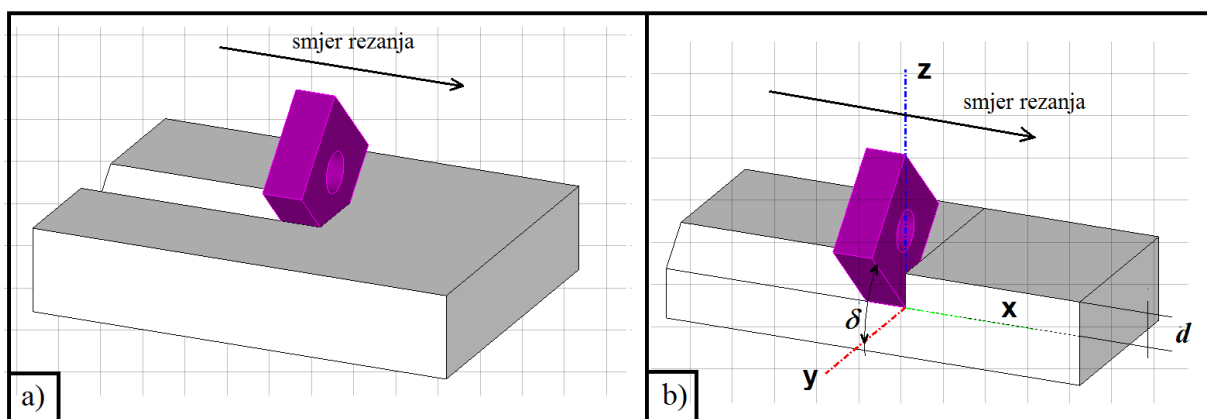 smjer rezanja
a)
z
smjer rezanja
x
δ
d
y
b)